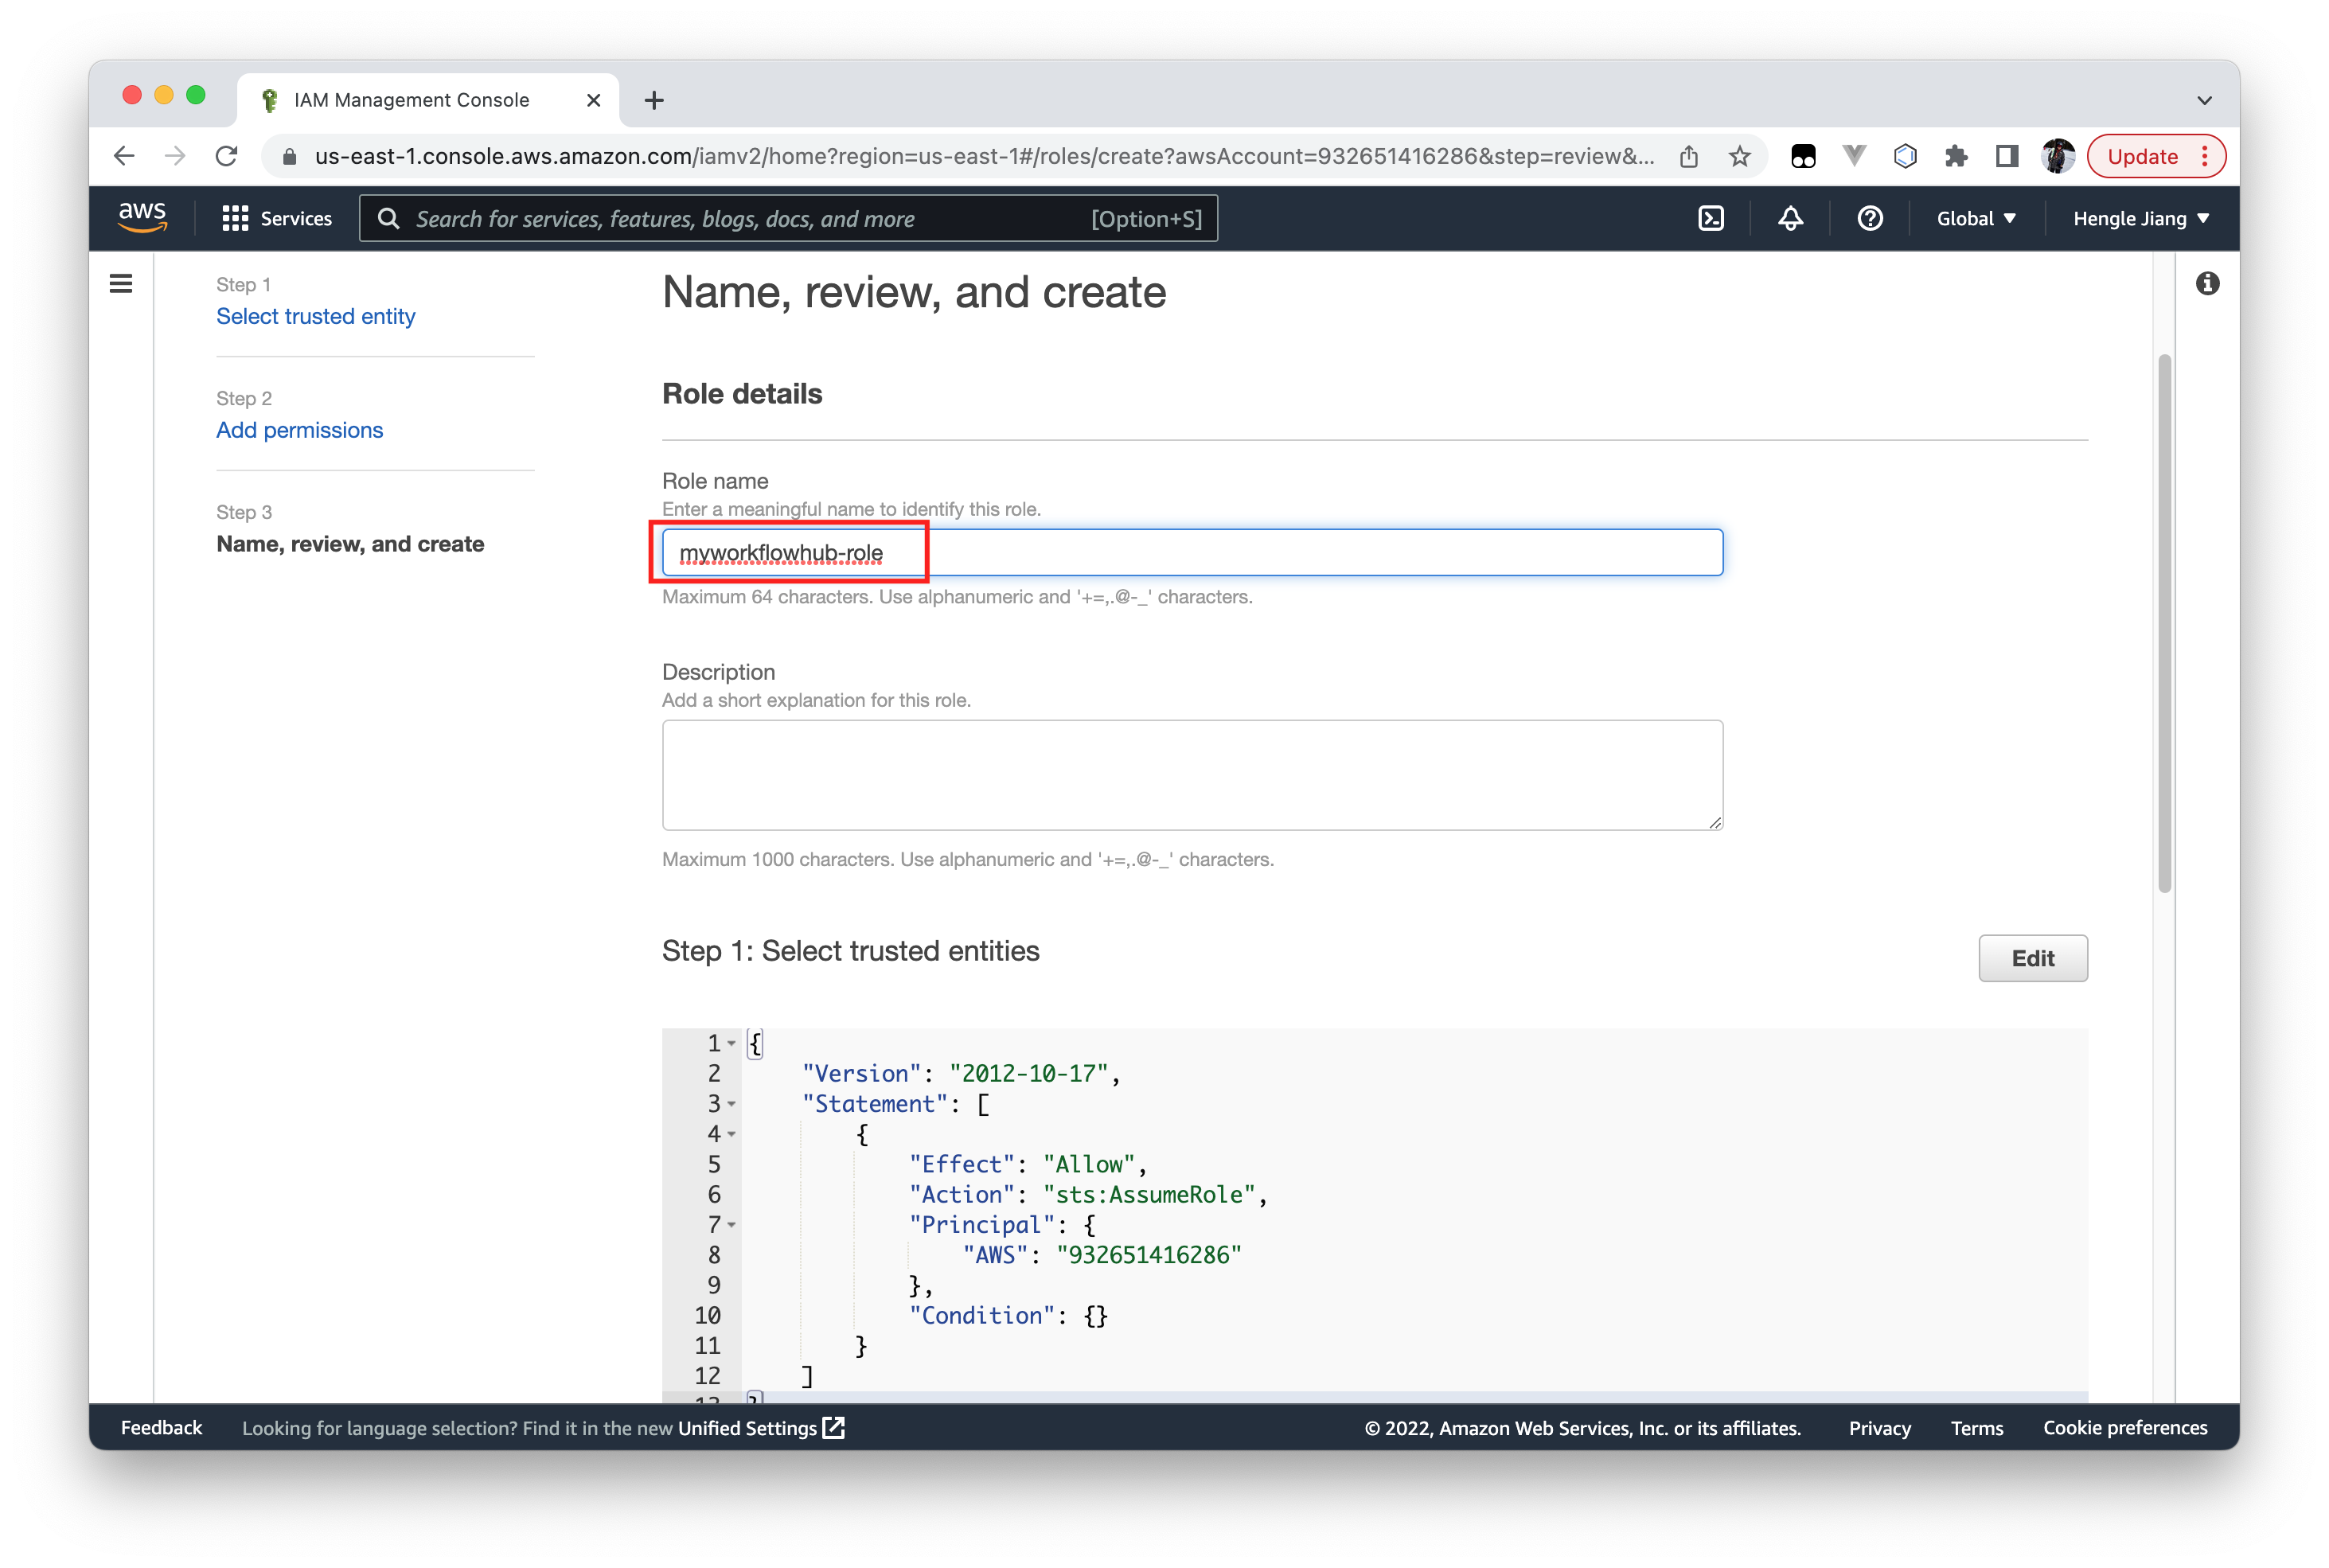 IAM Management Console
us-east-1.console.aws.amazon.com/iamv2/home?region=us-east-1#/roles/create?awsAccount=932651416286&step=review&...
Update
aws
Services
Search for services, features, blogs, docs, and more
[Option+S]
Global
Hengle Jiang
Step 1
Select trusted entity
Step 2
Add permissions
Step 3
Name, review, and create
Name, review, and create
Role details
Role name
Enter a meaningful name to identify this role.
myworkflowhub-role
Maximum 64 characters. Use alphanumeric and '+=,.@-_' characters.
Description
Add a short explanation for this role.
Maximum 1000 characters. Use alphanumeric and '+=,.@-_' characters.
Step 1: Select trusted entities
Edit
1 {
2 "Version": "2012-10-17",
3 "Statement": [
4 {
5 "Effect": "Allow",
6 "Action": "sts:AssumeRole",
7 "Principal": {
8 "AWS": "932651416286"
9 },
10 "Condition": {}
11 }
12 ]
13 }
Feedback
Looking for language selection? Find it in the new Unified Settings
© 2022, Amazon Web Services, Inc. or its affiliates.
Privacy
Terms
Cookie preferences